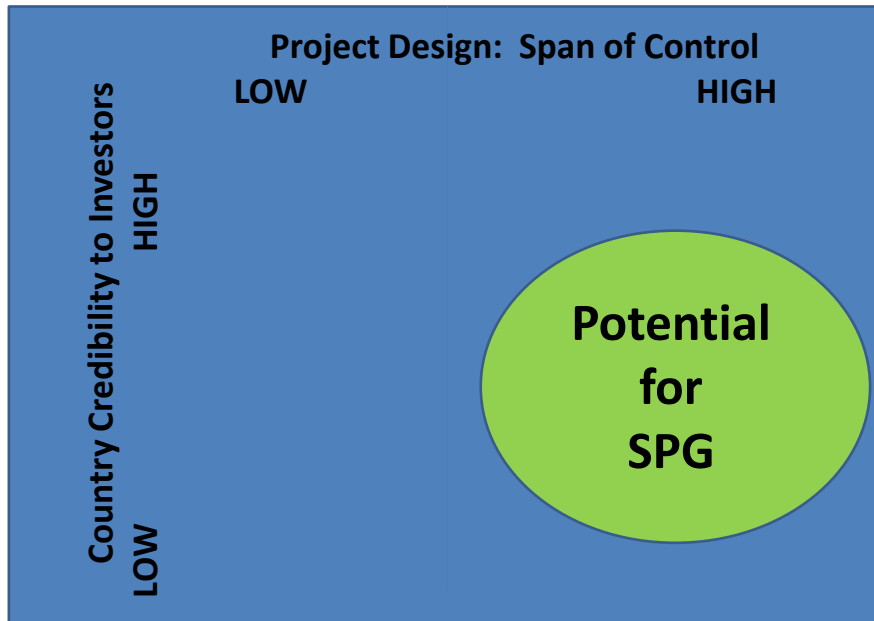 Project Design: Span of Control
LOW HIGH
Country Credibility to Investors
HIGH
LOW
Potential
for
SPG